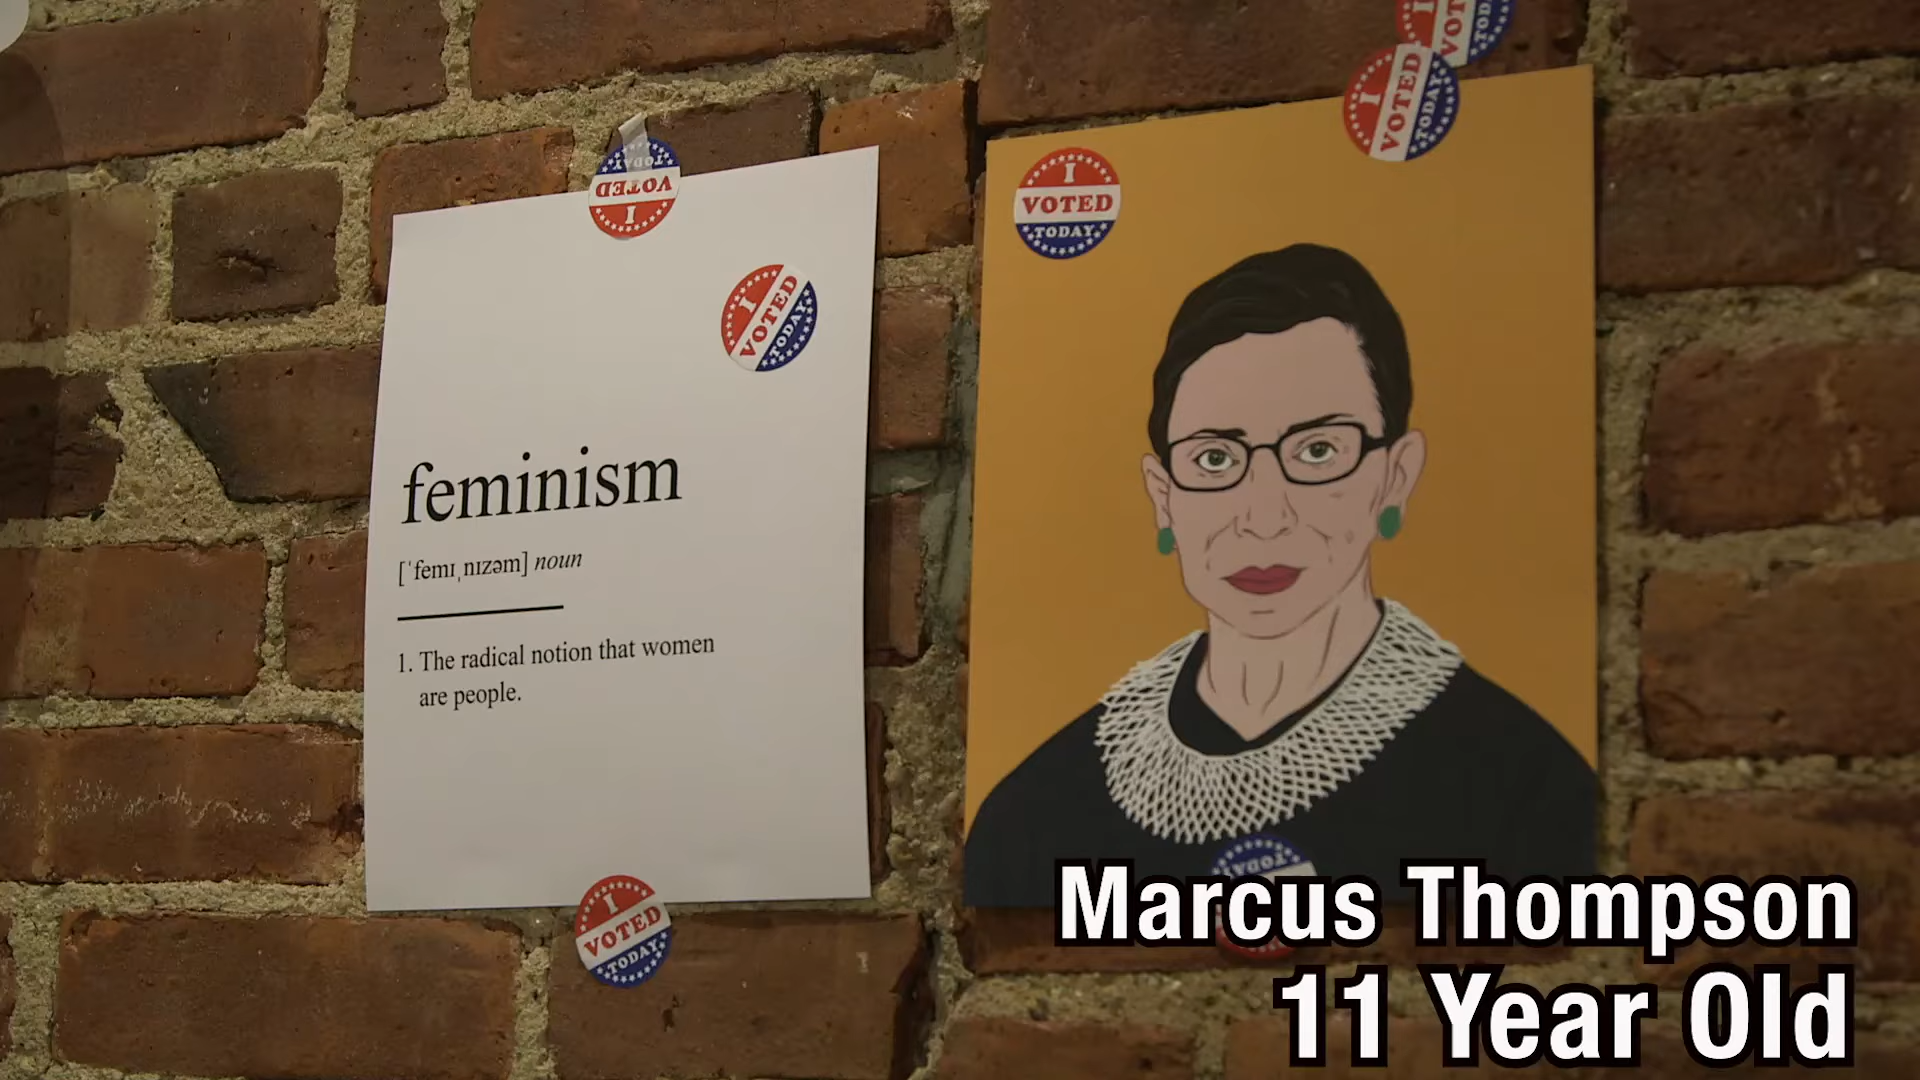 I
VOTED
TODAY
I
VOTED
TODAY
I
VOTED
TODAY
I
VOTED
TODAY
I
VOTED
TODAY
feminism
[ˈfemɪˌnɪzəm] noun
1. The radical notion that women
are people.
TODAY
I
VOTED
TODAY
Marcus Thompson
11 Year Old